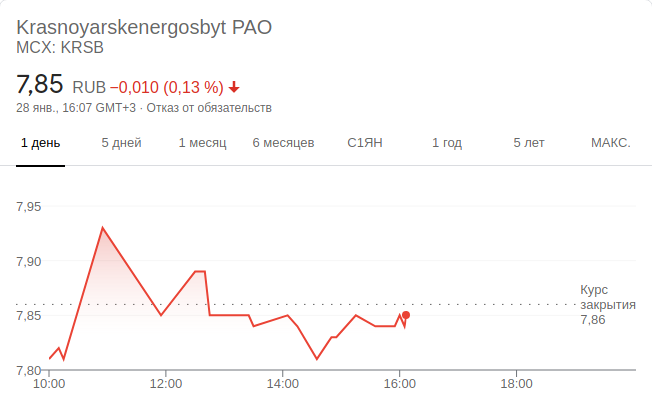 Krasnoyarskenergosbyt PAO
MCX: KRSB
7,85 RUB −0,010 (0,13 %)
28 янв., 16:07 GMT+3 · Отказ от обязательств
1 день 5 дней 1 месяц 6 месяцев С1ЯН 1 год 5 лет МАКС.
7,95
7,90
Курс
закрытия
7,86
7,85
7,80
10:00 12:00 14:00 16:00 18:00